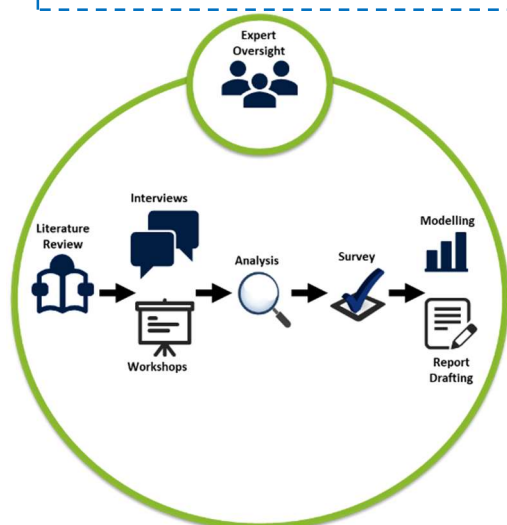 Expert
Oversight
Literature
Review
Interviews
Workshops
Analysis
Survey
Modelling
Report
Drafting